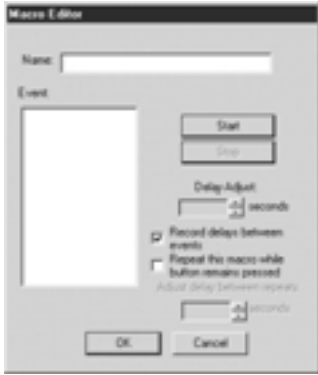 Macro Editor
Name:
Event:
Start
Stop
Delay Adjust:
seconds
Record delays between
events
Repeat this macro while
button remains pressed
Adjust delay between repeats
seconds
OK
Cancel